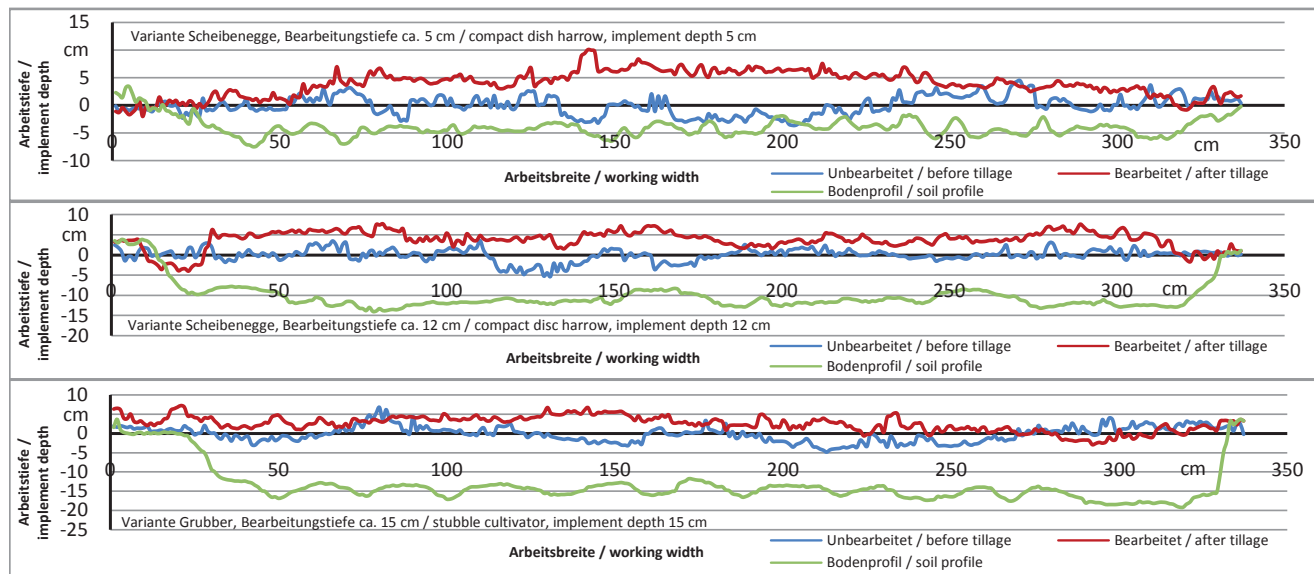 15
cm
5
0
-5
-10
Arbeitstiefe /
implement depth
Variante Scheibenegge, Bearbeitungstiefe ca. 5 cm / compact dish harrow, implement depth 5 cm
0 50 100 150 200 250 300 cm 350
Arbeitsbreite / working width
Unbearbeitet / before tillage
Bearbeitet / after tillage
Bodenprofil / soil profile
10
cm
0
-5
-10
-15
-20
Arbeitstiefe /
implement depth
0 50 100 150 200 250 300 cm 350
Variante Scheibenegge, Bearbeitungstiefe ca. 12 cm / compact disc harrow, implement depth 12 cm
Arbeitsbreite / working width
Unbearbeitet / before tillage
Bearbeitet / after tillage
Bodenprofil / soil profile
10
cm
0
-5
-10
-15
-20
-25
Arbeitstiefe /
implement depth
0 50 100 150 200 250 300 cm 350
Variante Grubber, Bearbeitungstiefe ca. 15 cm / stubble cultivator, implement depth 15 cm
Arbeitsbreite / working width
Unbearbeitet / before tillage
Bearbeitet / after tillage
Bodenprofil / soil profile